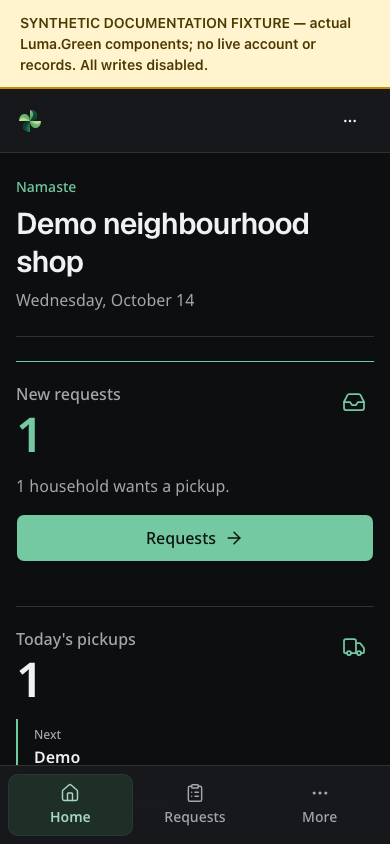 SYNTHETIC DOCUMENTATION FIXTURE — actual
Luma.Green components; no live account or
records. All writes disabled.
Namaste
Demo neighbourhood
shop
Wednesday, October 14
New requests
1
1 household wants a pickup.
Requests
Today's pickups
1
Next
Demo
Home
Requests
More